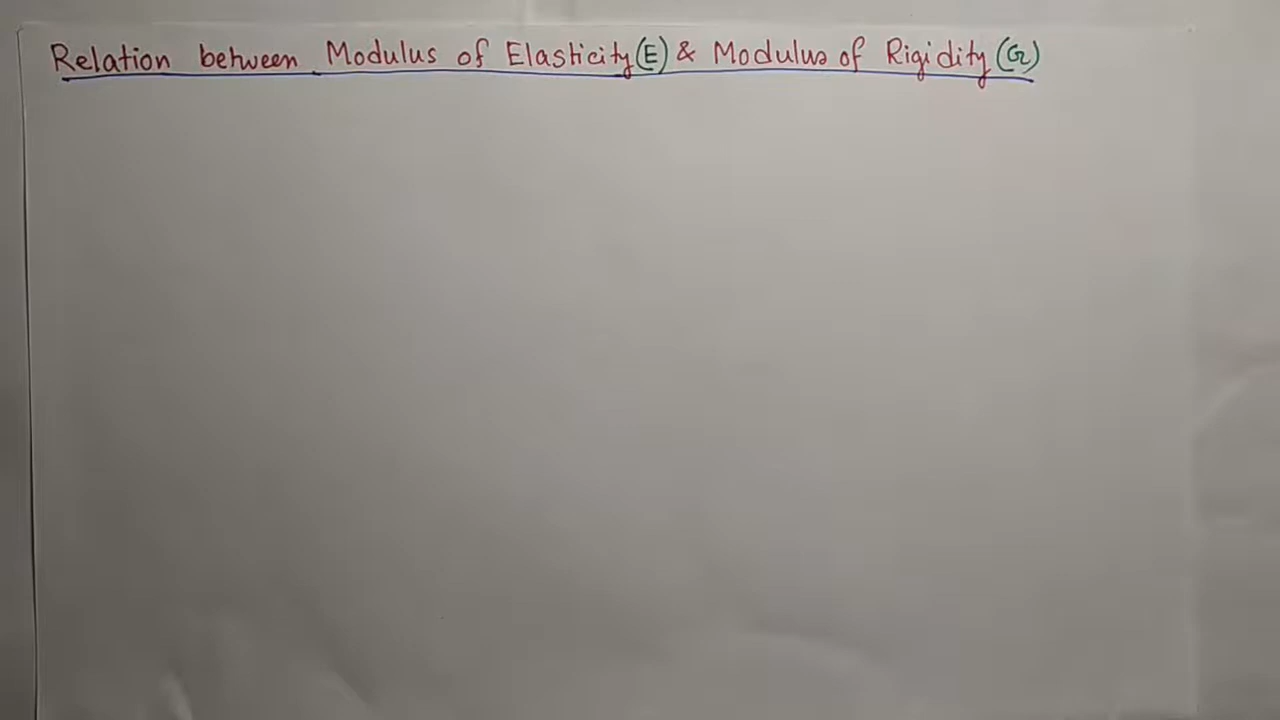 Relation between Modulus of Elasticity(E) & Modulus of Rigidity(G)